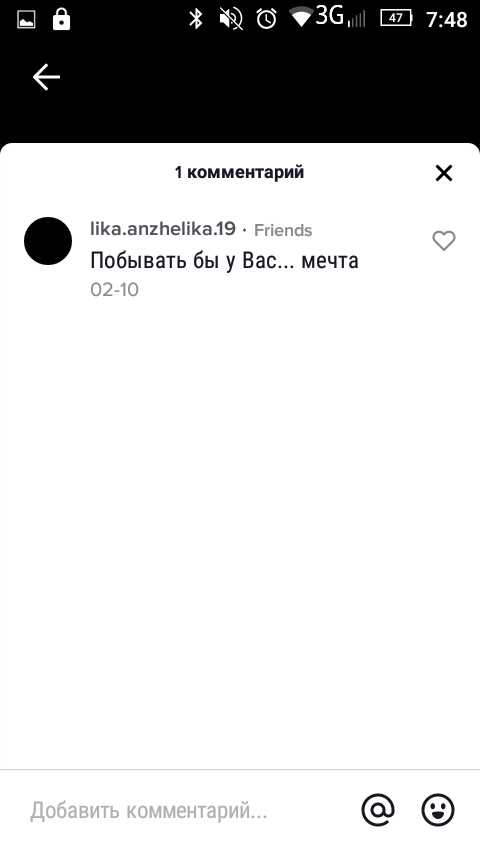 3G 47 7:48
1 комментарий
lika.anzhelika.19 · Friends
Побывать бы у Вас... мечта
02-10
Добавить комментарий...